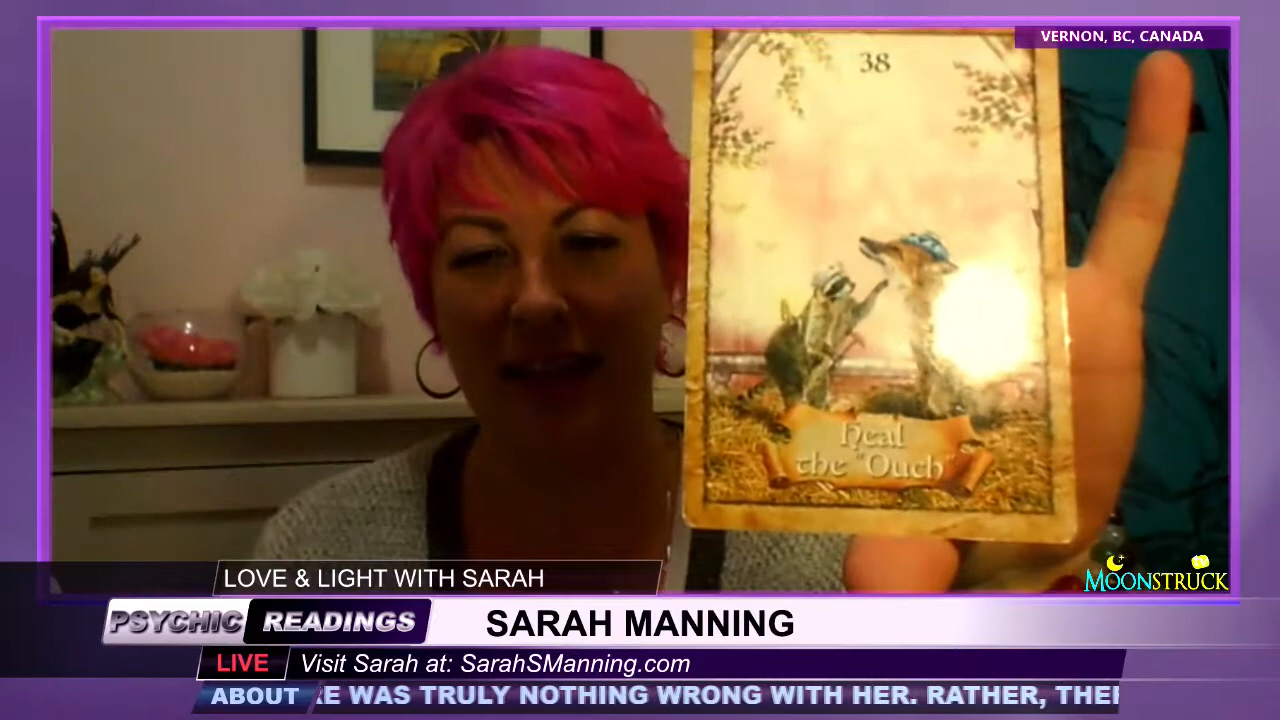 VERNON, BC, CANADA
38
Heal
the "Ouch"
MOONSTRUCK
LOVE & LIGHT WITH SARAH
PSYCHIC READINGS
SARAH MANNING
LIVE
Visit Sarah at: SarahSManning.com
ABOUT
WAS TRULY NOTHING WRONG WITH HER. RATHER,